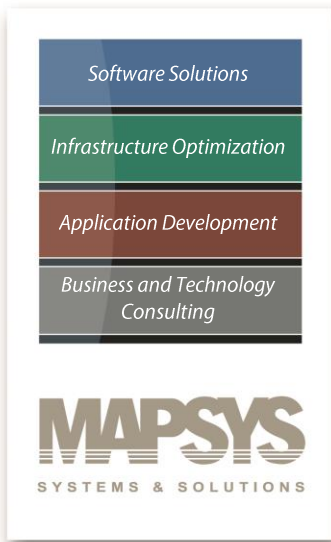 Software Solutions
Infrastructure Optimization
Application Development
Business and Technology
Consulting
MAPSYS
SYSTEMS & SOLUTIONS